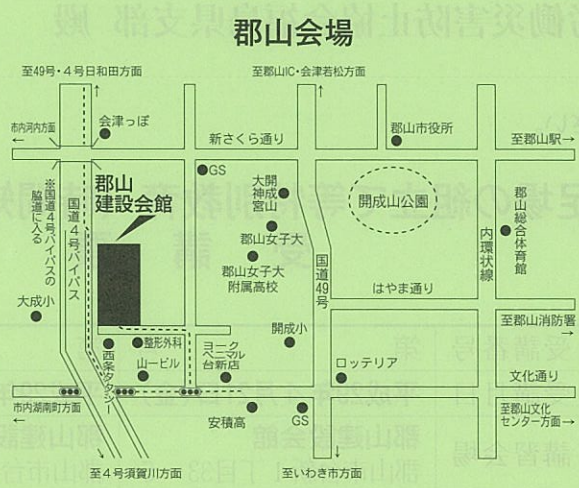 郡山会場
至49号・4号日和田方面
至郡山IC・会津若松方面
市内河内方面
会津っぽ
新さくら通り
郡山市役所
至郡山駅
※国道4号バイパスの
脇道に入る
国道4号バイパス
郡山
建設会館
GS
大開
神成
宮山
郡山女子大
郡山女子大
附属高校
国道49号
開成山公園
内環状線
郡山総合体育館
はやま通り
大成小
至郡山消防署
西条タクシー
整形外科
山一ビル
ヨーク
ベニマル
台新店
開成小
ロッテリア
文化通り
市内湖南町方面
安積高
GS
至郡山文化
センター方面
至4号須賀川方面
至いわき市方面